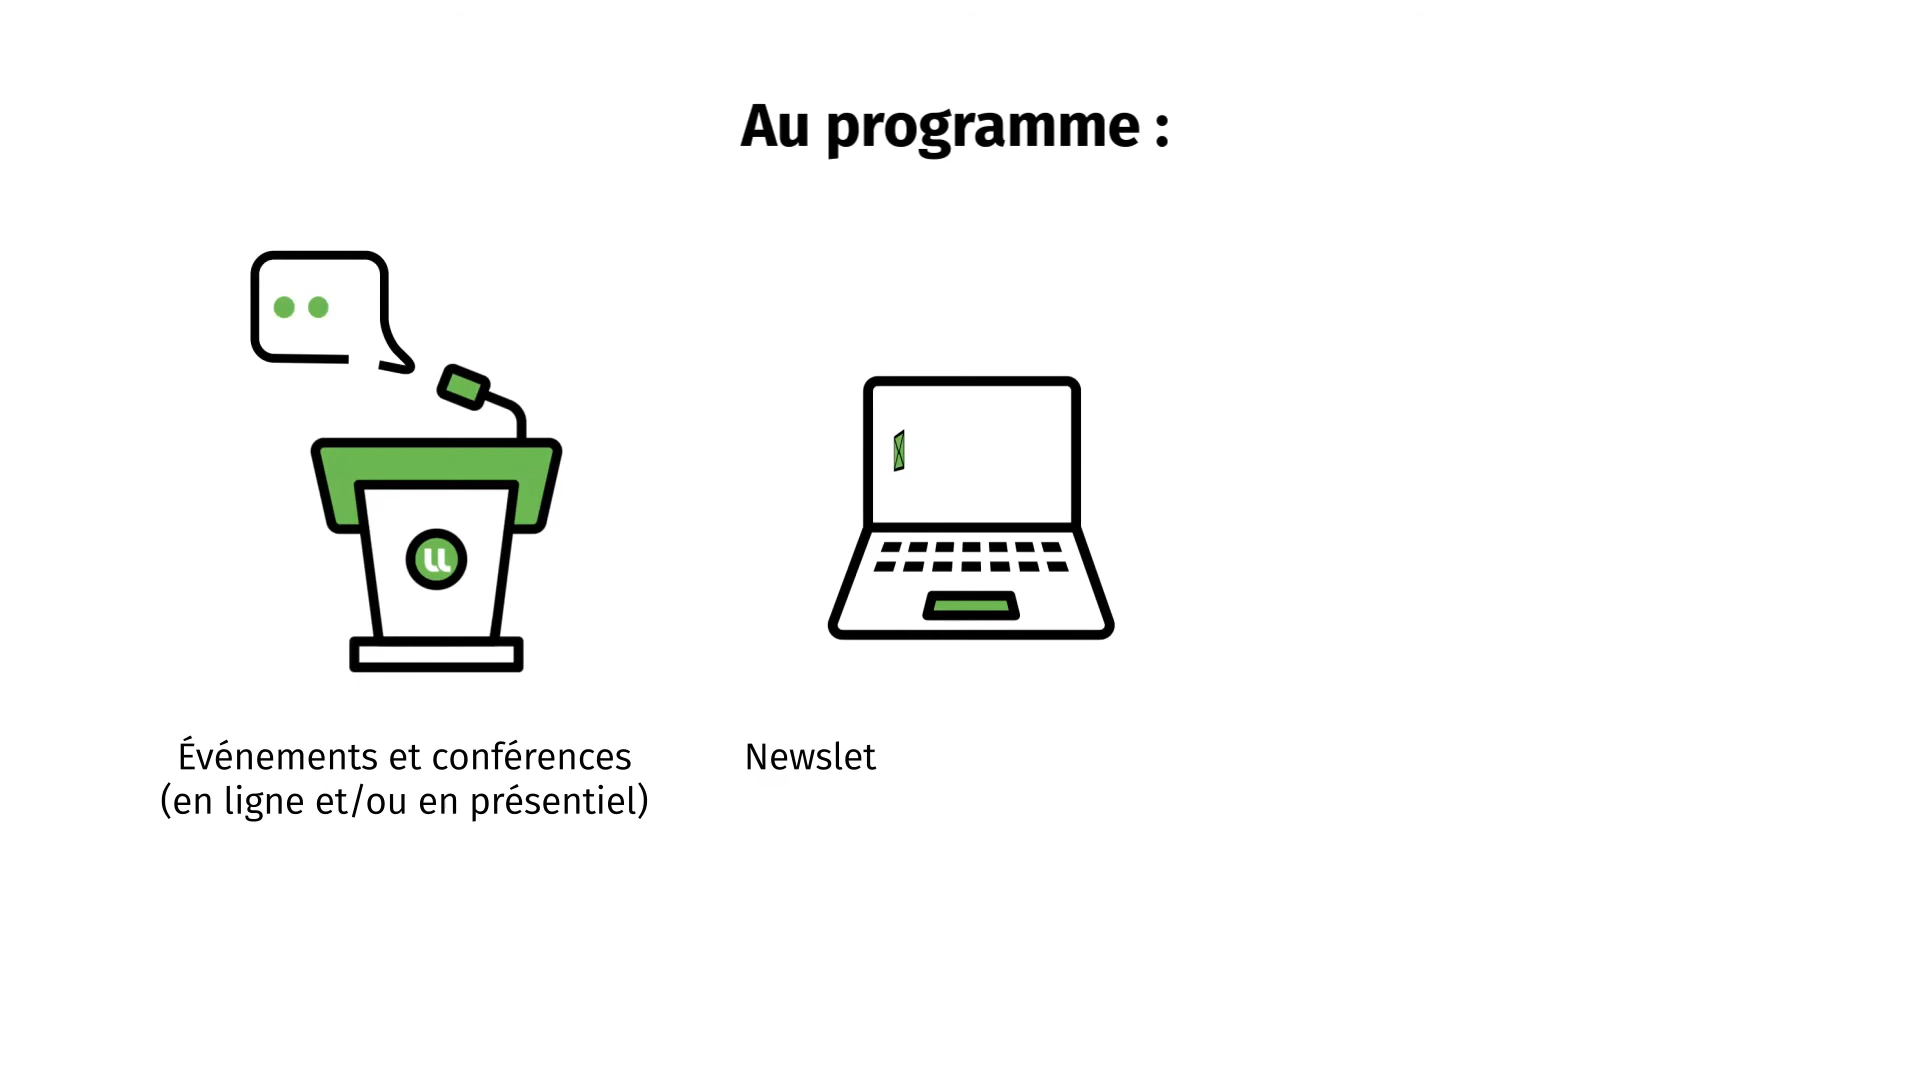 Au programme :
Événements et conférences
(en ligne et/ou en présentiel)
Newslet